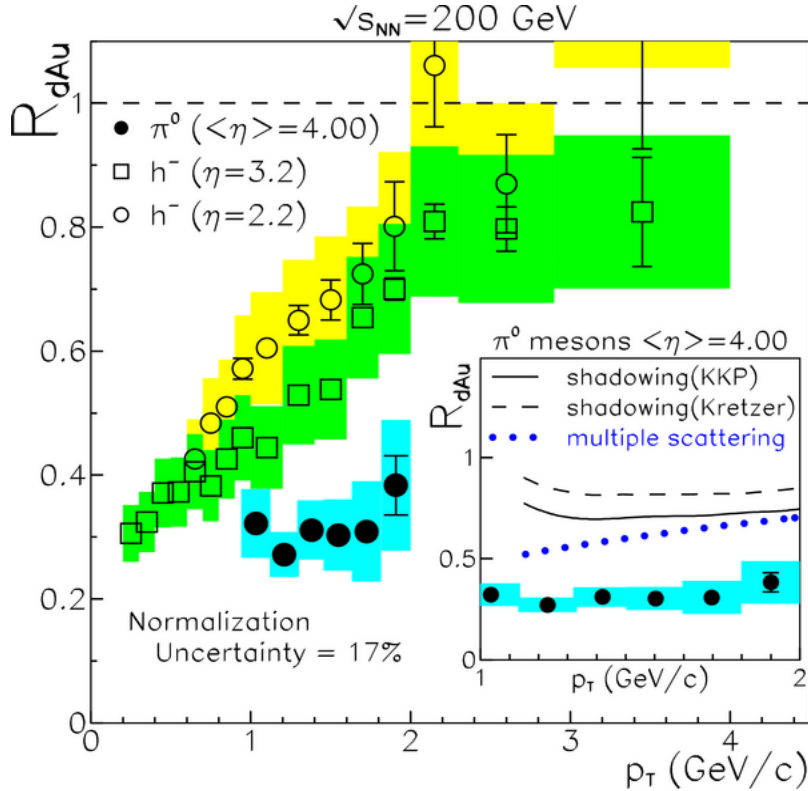 √s_NN=200 GeV
R_dAu
1
0.8
0.6
0.4
0.2
0
π⁰ (<η>=4.00)
h⁻ (η=3.2)
h⁻ (η=2.2)
Normalization
Uncertainty = 17%
π⁰ mesons <η>=4.00
R_dAu
shadowing(KKP)
shadowing(Kretzer)
multiple scattering
1
0.5
0
1
2
p_T (GeV/c)
0
1
2
3
4
p_T (GeV/c)